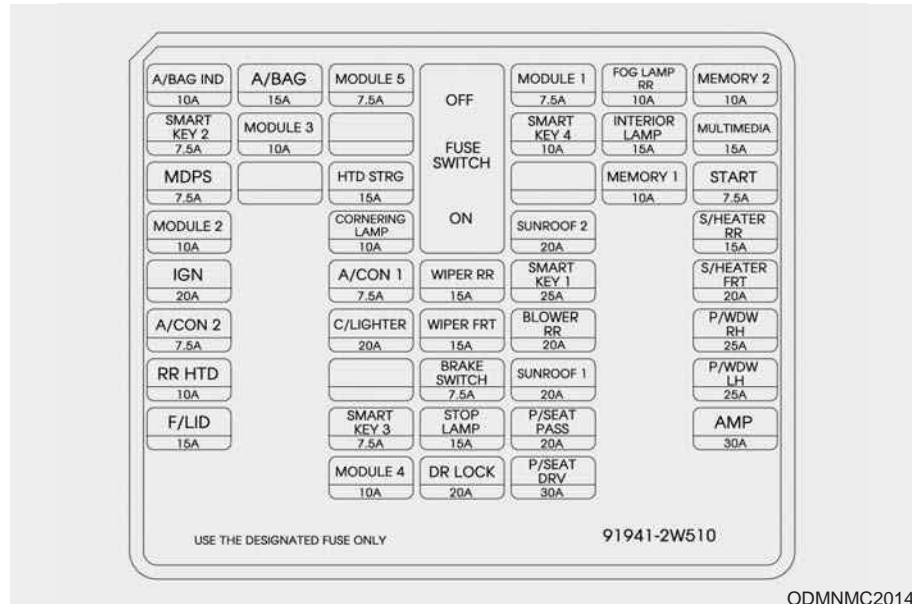 A/BAG IND
10A
A/BAG
15A
MODULE 5
7.5A
OFF
FUSE
SWITCH
ON
MODULE 1
7.5A
FOG LAMP
RR
10A
MEMORY 2
10A
SMART
KEY 2
7.5A
MODULE 3
10A
SMART
KEY 4
10A
INTERIOR
LAMP
15A
MULTIMEDIA
15A
MDPS
7.5A
HTD STRG
15A
MEMORY 1
10A
START
7.5A
MODULE 2
10A
CORNERING
LAMP
10A
SUNROOF 2
20A
S/HEATER
RR
15A
IGN
20A
A/CON 1
7.5A
WIPER RR
15A
SMART
KEY 1
25A
S/HEATER
FRT
20A
A/CON 2
7.5A
C/LIGHTER
20A
WIPER FRT
15A
BLOWER
RR
20A
P/WDW
RH
25A
RR HTD
10A
BRAKE
SWITCH
7.5A
SUNROOF 1
20A
P/WDW
LH
25A
F/LID
15A
SMART
KEY 3
7.5A
STOP
LAMP
15A
P/SEAT
PASS
20A
AMP
30A
MODULE 4
10A
DR LOCK
20A
P/SEAT
DRV
30A
USE THE DESIGNATED FUSE ONLY
91941-2W510
ODMNMC2014